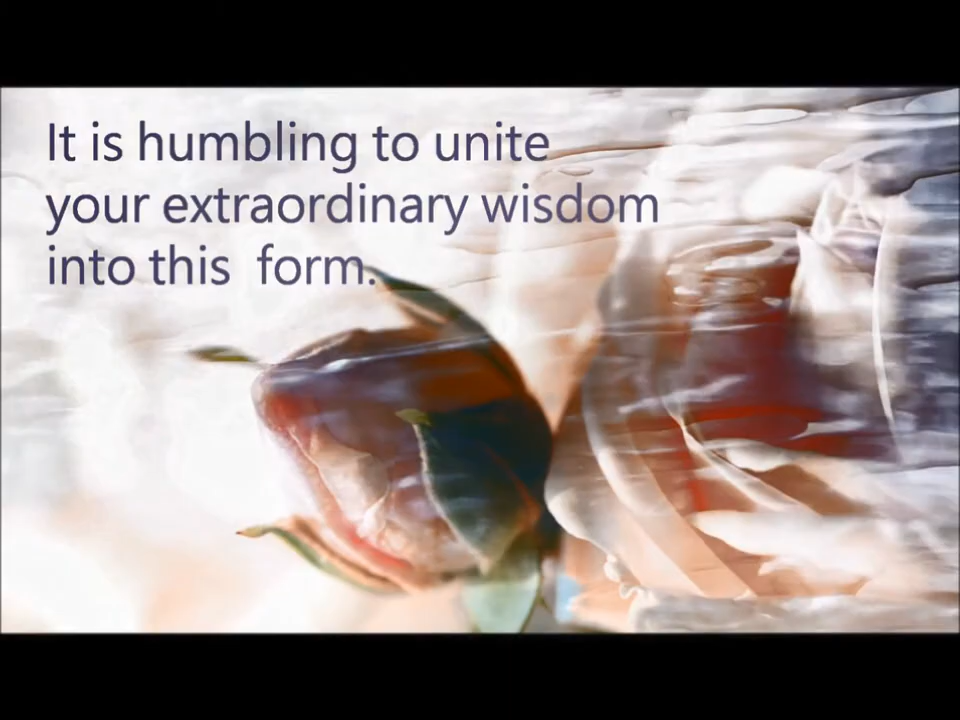 It is humbling to unite
your extraordinary wisdom
into this  form.